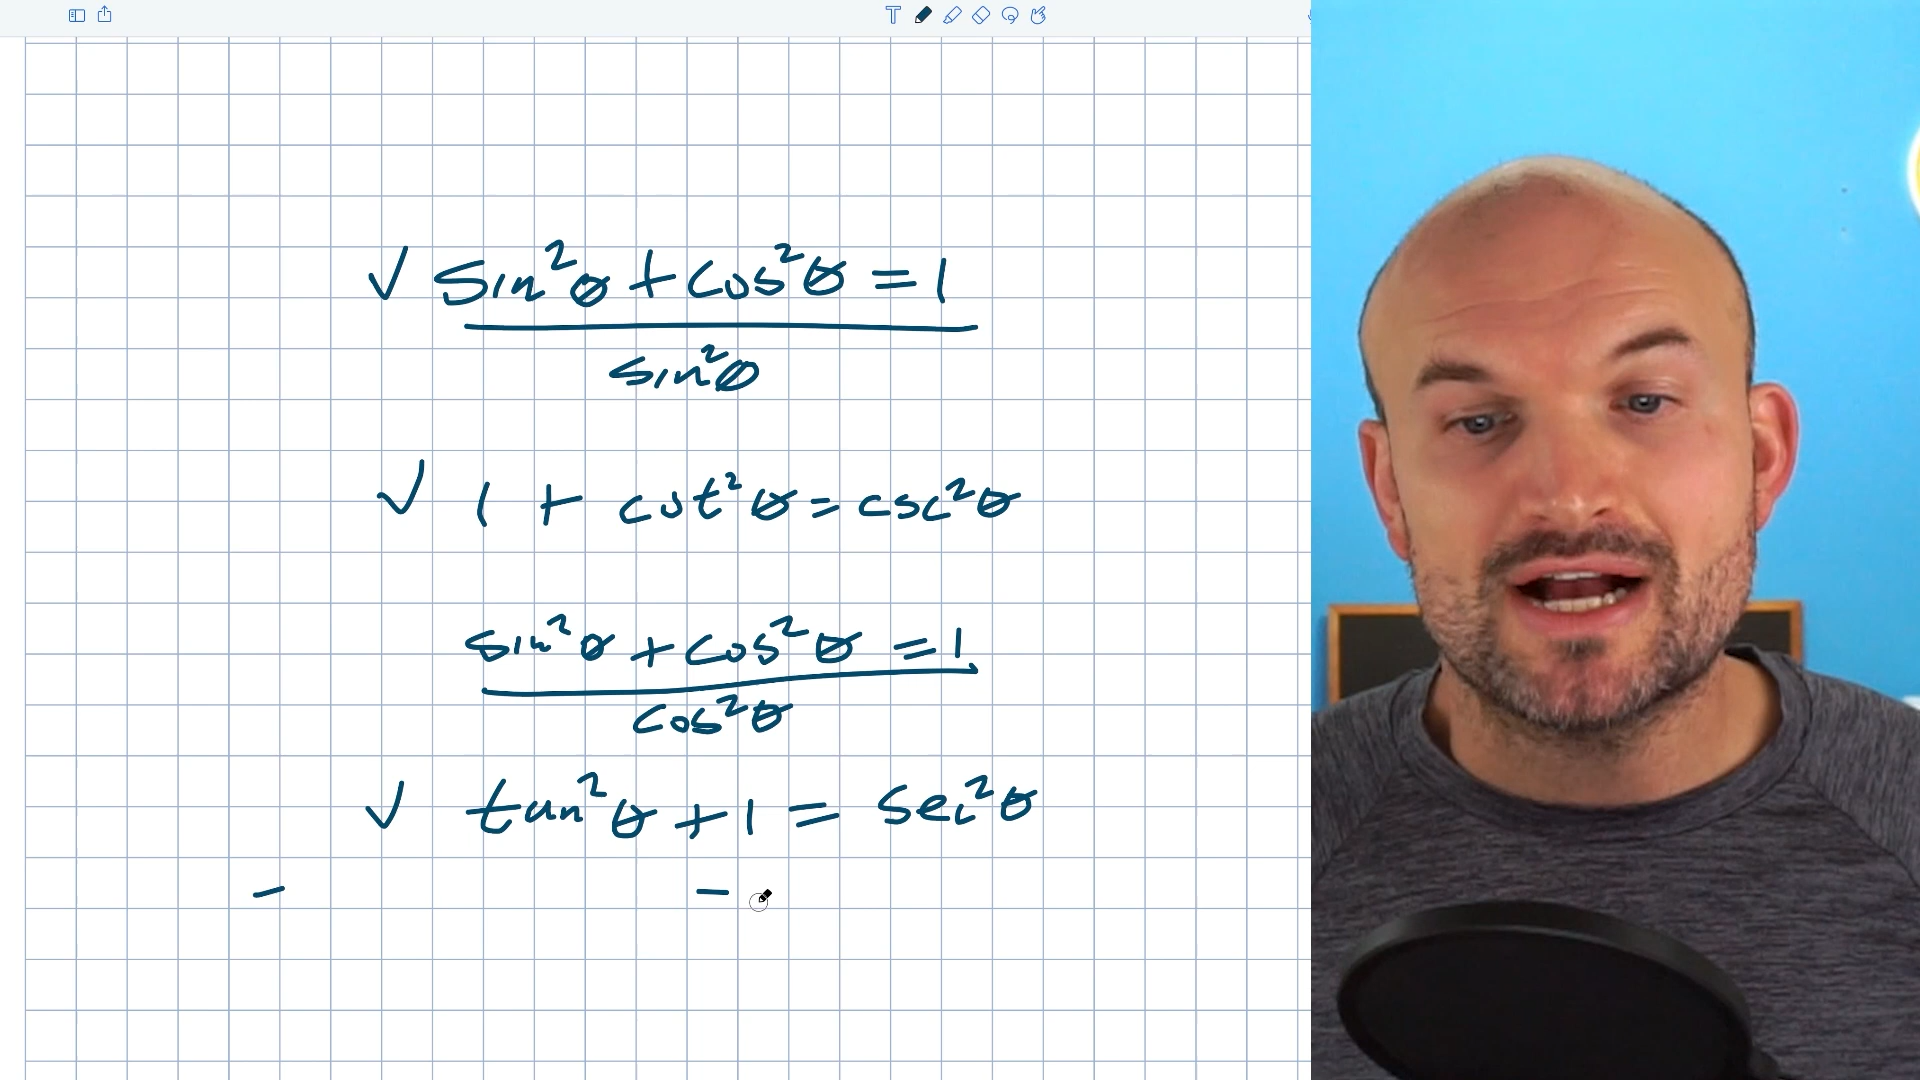 ✓ sin²θ + cos²θ = 1
sin²θ
✓ 1 + cot²θ = csc²θ
sin²θ + cos²θ = 1
cos²θ
✓ tan²θ + 1 = sec²θ
- -